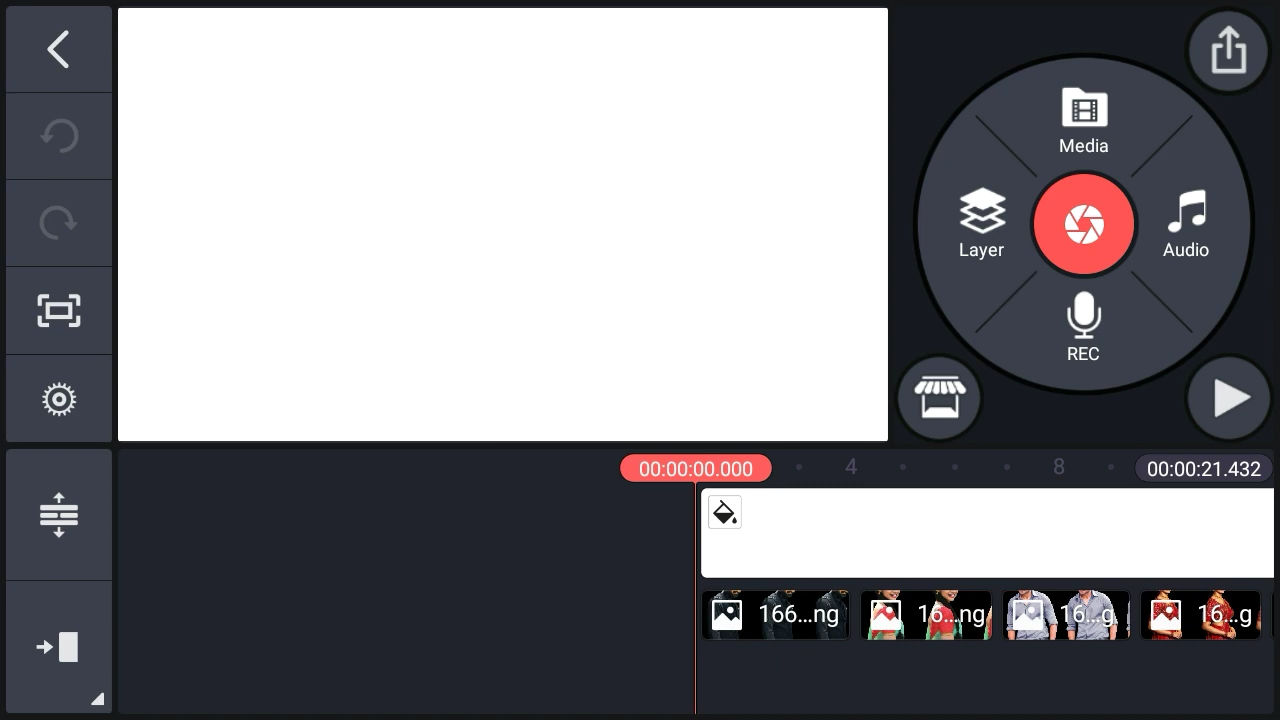 Media
Layer
Audio
REC
00:00:00.000
4
8
00:00:21.432
166...ng
16...ng
16...g
16...g